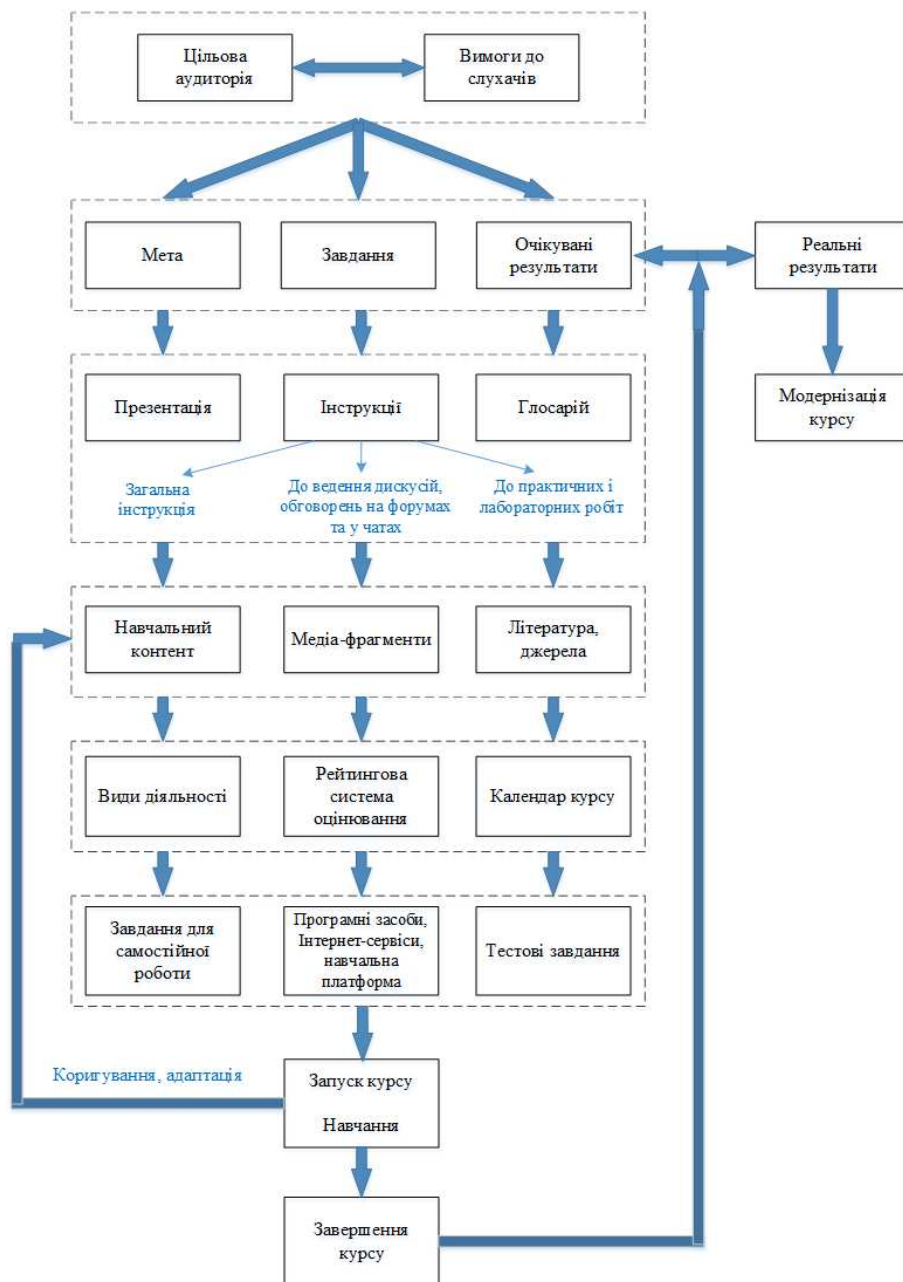 Цільова
аудиторія
Вимоги до
слухачів
Мета
Завдання
Очікувані
результати
Реальні
результати
Презентація
Інструкції
Глосарій
Модернізація
курсу
Загальна
інструкція
До ведення дискусій,
обговорень на форумах
та у чатах
До практичних і
лабораторних робіт
Навчальний
контент
Медіа-фрагменти
Література,
джерела
Види діяльності
Рейтингова
система
оцінювання
Календар курсу
Завдання для
самостійної
роботи
Програмні засоби,
Інтернет-сервіси,
навчальна
платформа
Тестові завдання
Коригування, адаптація
Запуск курсу
Навчання
Завершення
курсу